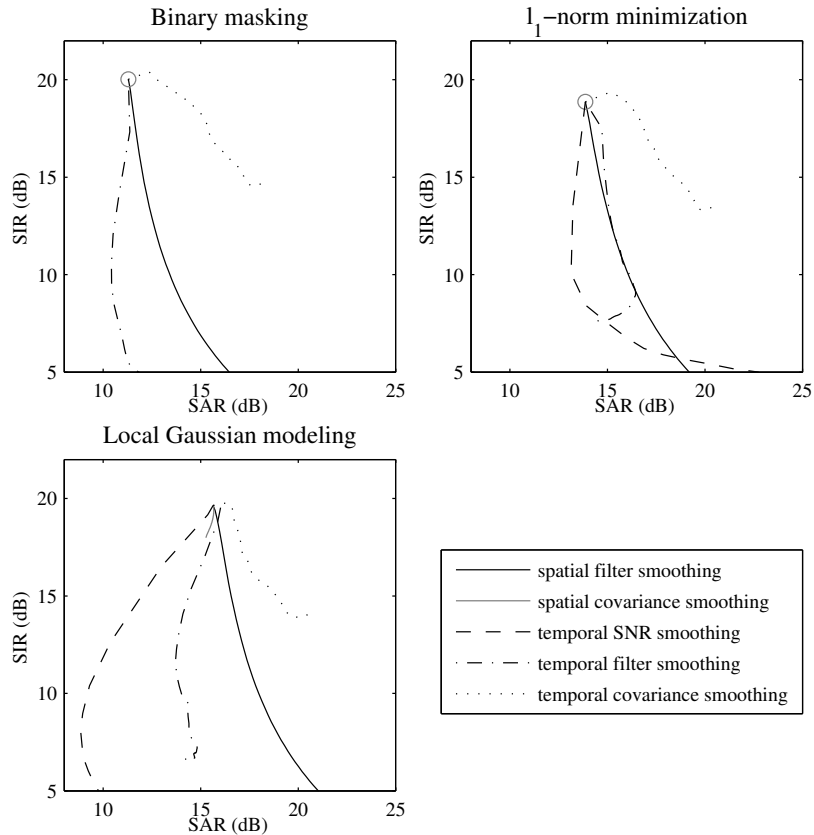 Binary masking
20
15
10
5
10
15
20
25
SIR (dB)
SAR (dB)
l1−norm minimization
20
15
10
5
10
15
20
25
SIR (dB)
SAR (dB)
Local Gaussian modeling
20
15
10
5
10
15
20
25
SIR (dB)
SAR (dB)
spatial filter smoothing
spatial covariance smoothing
temporal SNR smoothing
temporal filter smoothing
temporal covariance smoothing